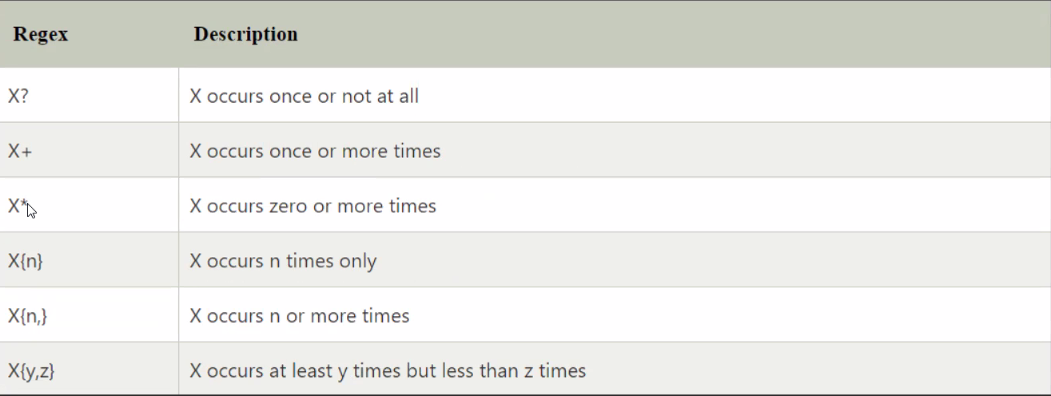 Regex Description
X? X occurs once or not at all
X+ X occurs once or more times
X* X occurs zero or more times
X{n} X occurs n times only
X{n,} X occurs n or more times
X{y,z} X occurs at least y times but less than z times